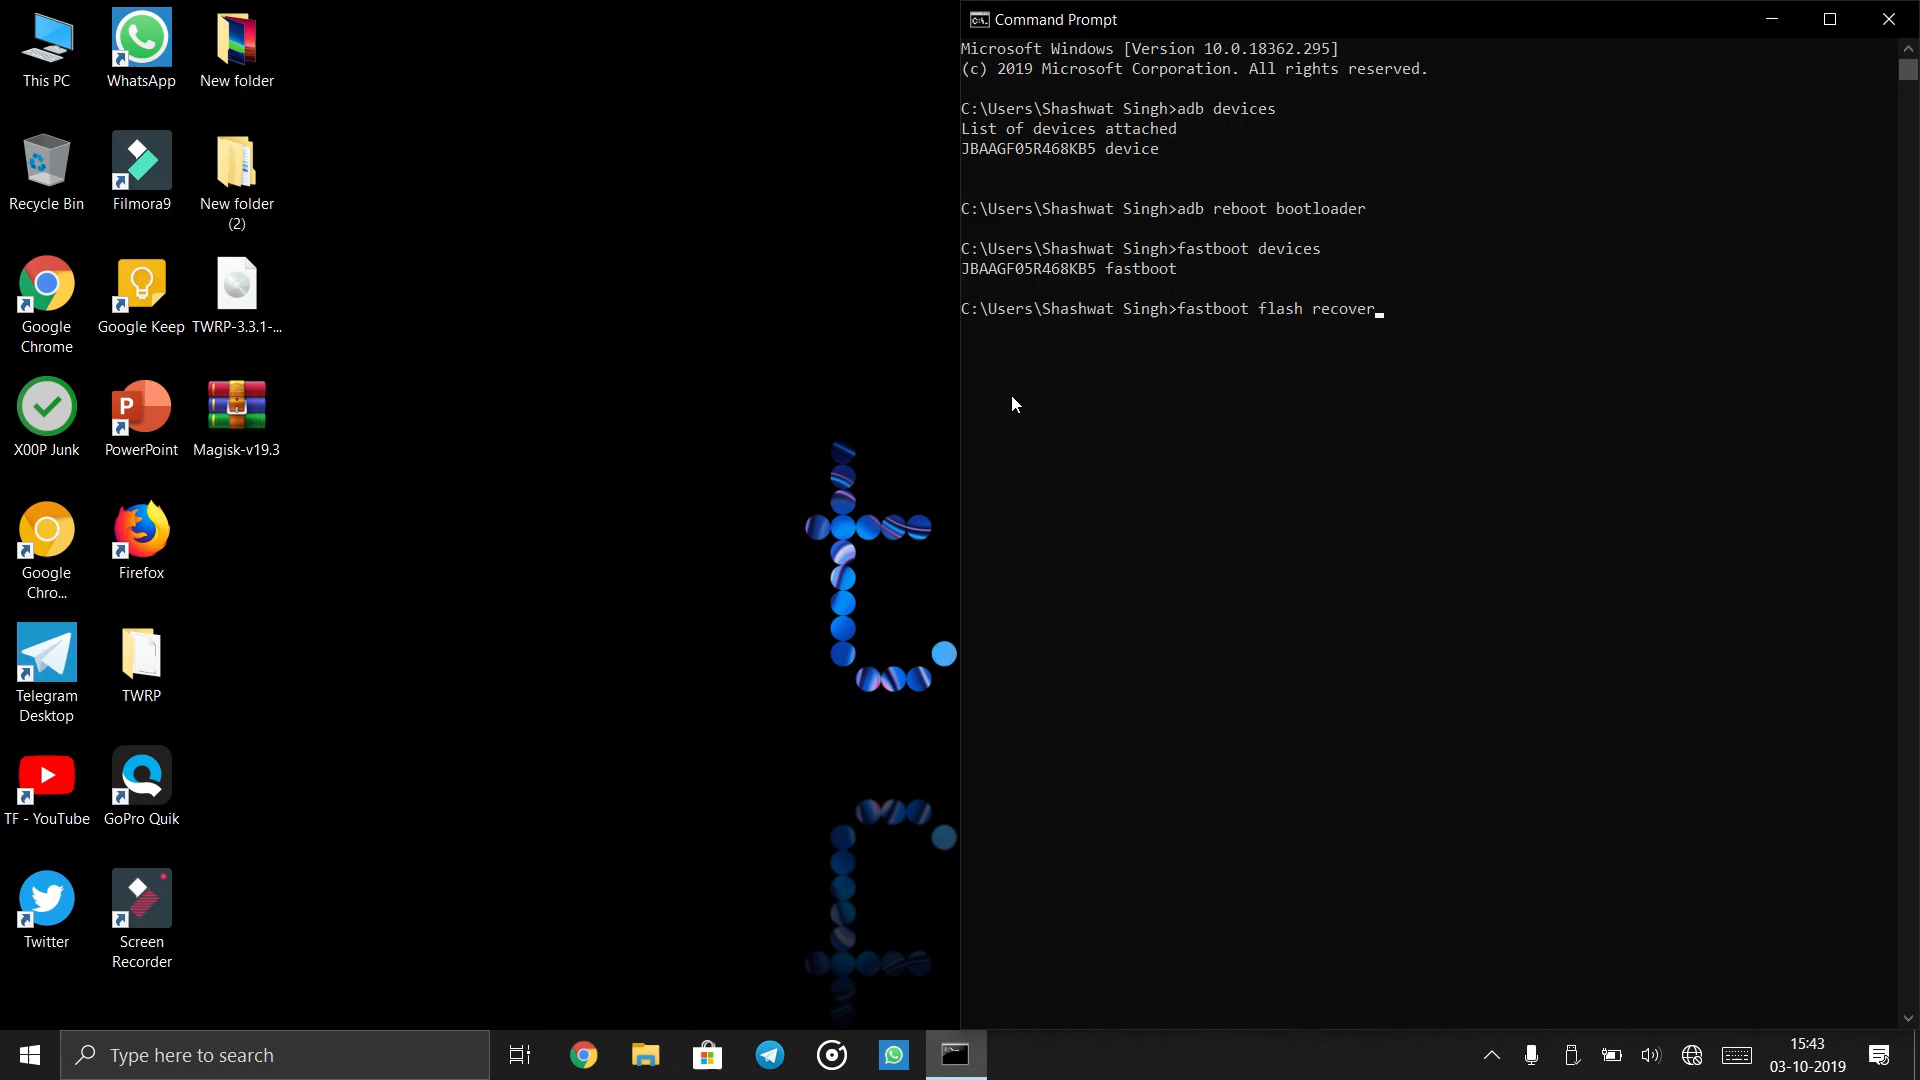 This PC
WhatsApp
New folder
Recycle Bin
Filmora9
New folder
(2)
Google
Chrome
Google Keep
TWRP-3.3.1-...
X00P Junk
PowerPoint
Magisk-v19.3
Google
Chro...
Firefox
Telegram
Desktop
TWRP
TF - YouTube
GoPro Quik
Twitter
Screen
Recorder
Command Prompt
Microsoft Windows [Version 10.0.18362.295]
(c) 2019 Microsoft Corporation. All rights reserved.
C:\Users\Shashwat Singh>adb devices
List of devices attached
JBAAGF05R468KB5 device
C:\Users\Shashwat Singh>adb reboot bootloader
C:\Users\Shashwat Singh>fastboot devices
JBAAGF05R468KB5 fastboot
C:\Users\Shashwat Singh>fastboot flash recover
Type here to search
15:43
03-10-2019